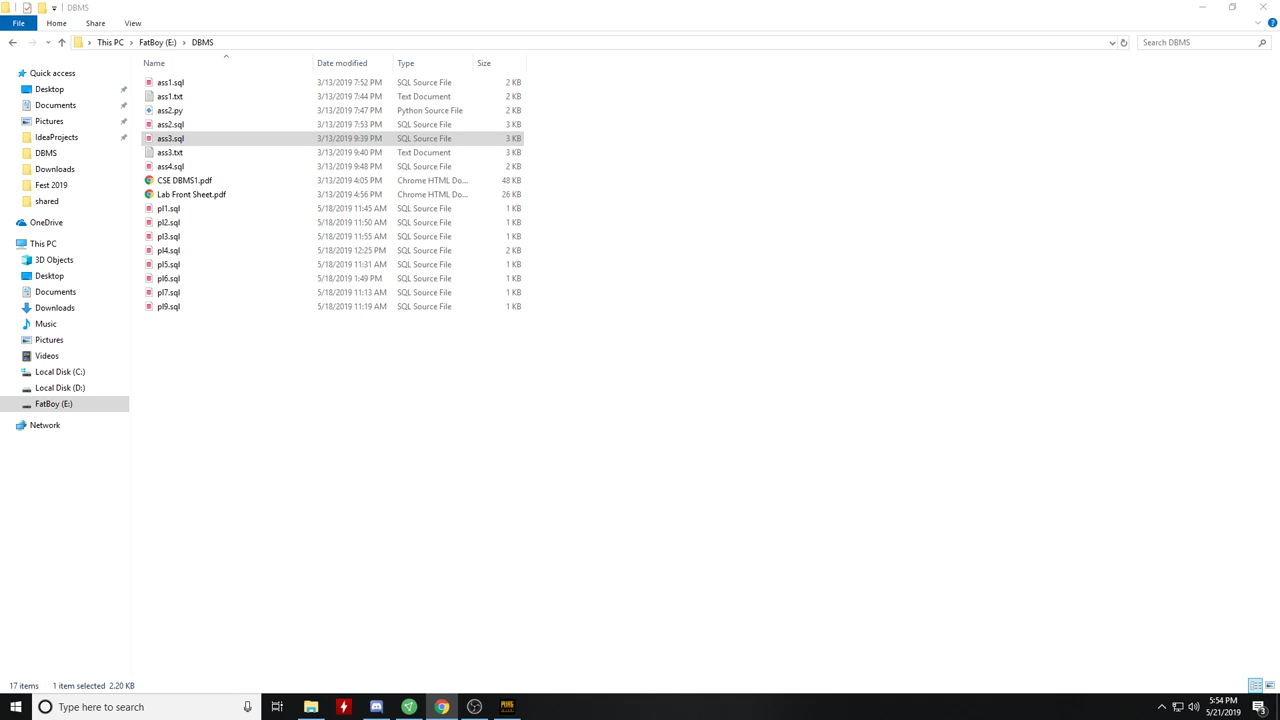 DBMS
File Home Share View
This PC FatBoy (E:) DBMS Search DBMS
Name Date modified Type Size
Quick access
Desktop
Documents
Pictures
IdeaProjects
DBMS
Downloads
Fest 2019
shared
OneDrive
This PC
3D Objects
Desktop
Documents
Downloads
Music
Pictures
Videos
Local Disk (C:)
Local Disk (D:)
FatBoy (E:)
Network
ass1.sql 3/13/2019 7:52 PM SQL Source File 2 KB
ass1.txt 3/13/2019 7:44 PM Text Document 2 KB
ass2.py 3/13/2019 7:47 PM Python Source File 2 KB
ass2.sql 3/13/2019 7:53 PM SQL Source File 3 KB
ass3.sql 3/13/2019 9:39 PM SQL Source File 3 KB
ass3.txt 3/13/2019 9:40 PM Text Document 3 KB
ass4.sql 3/13/2019 9:48 PM SQL Source File 2 KB
CSE DBMS1.pdf 3/13/2019 4:05 PM Chrome HTML Do... 48 KB
Lab Front Sheet.pdf 3/13/2019 4:56 PM Chrome HTML Do... 26 KB
pl1.sql 5/18/2019 11:45 AM SQL Source File 1 KB
pl2.sql 5/18/2019 11:50 AM SQL Source File 1 KB
pl3.sql 5/18/2019 11:55 AM SQL Source File 1 KB
pl4.sql 5/18/2019 12:25 PM SQL Source File 2 KB
pl5.sql 5/18/2019 11:31 AM SQL Source File 1 KB
pl6.sql 5/18/2019 1:49 PM SQL Source File 1 KB
pl7.sql 5/18/2019 11:13 AM SQL Source File 1 KB
pl9.sql 5/18/2019 11:19 AM SQL Source File 1 KB
17 items 1 item selected 2.20 KB
Type here to search
PUBG
5:54 PM
5/21/2019
3